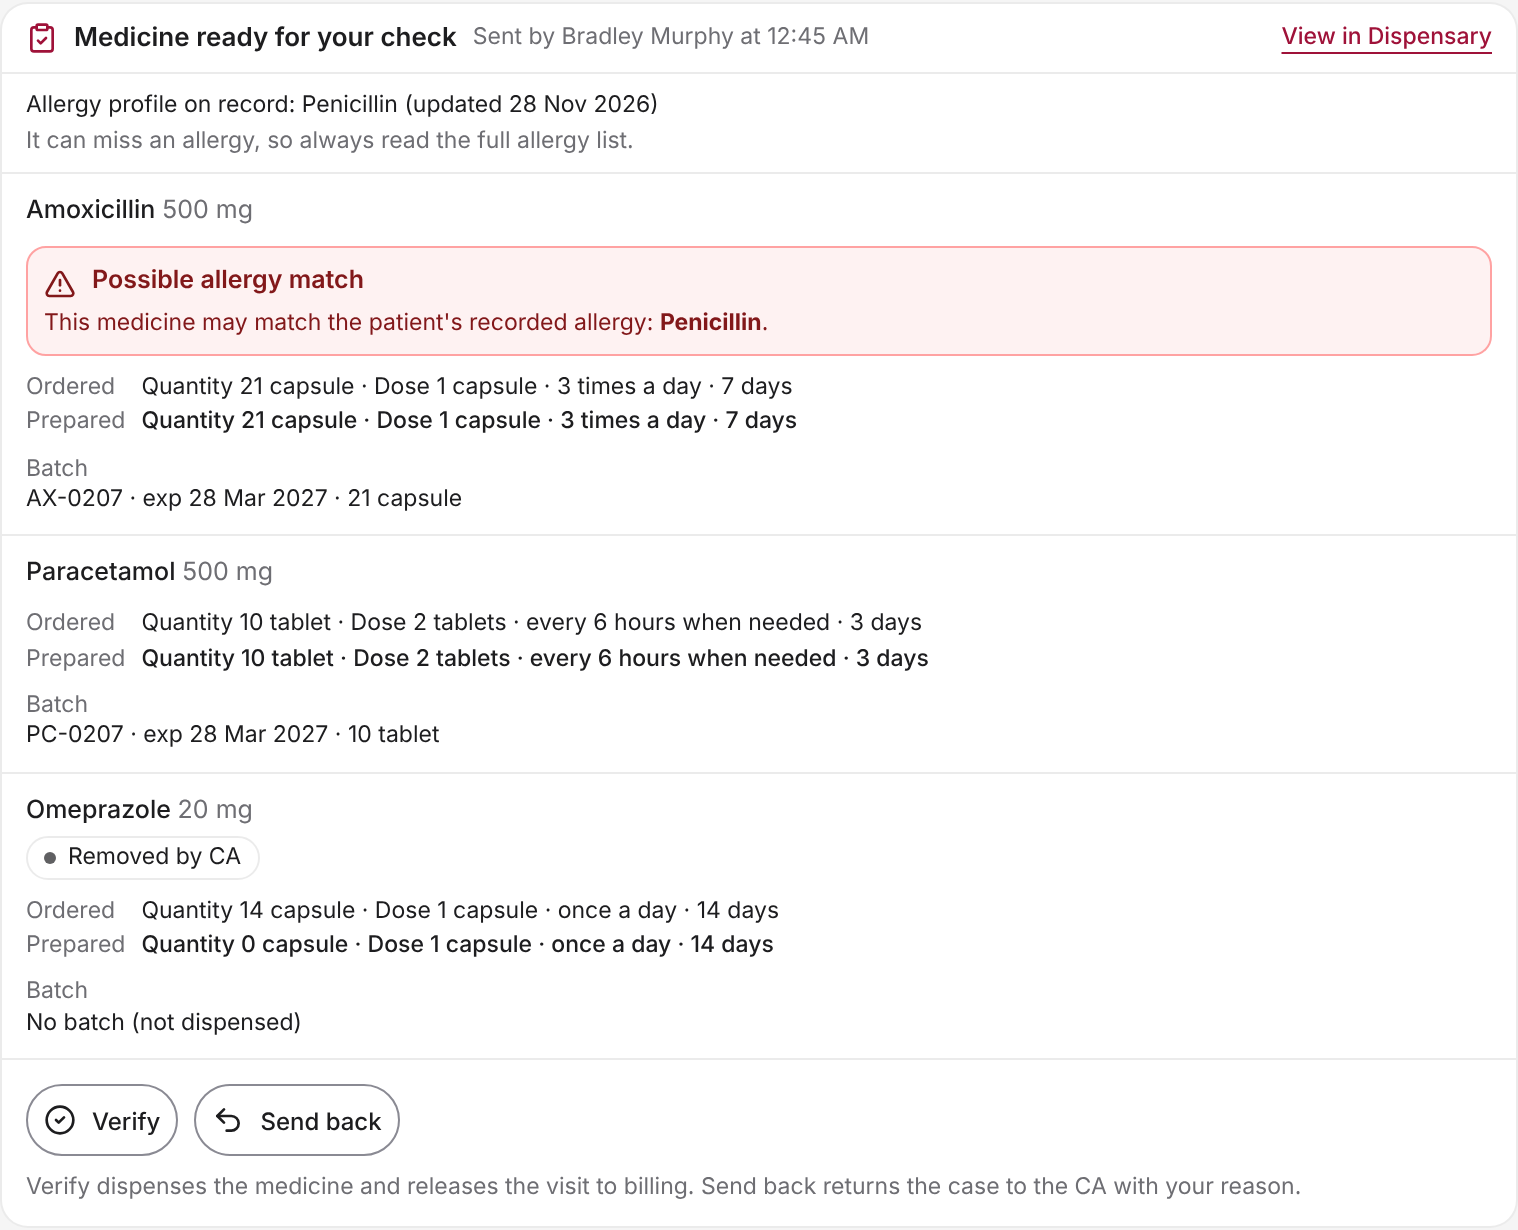 Medicine ready for your check Sent by Bradley Murphy at 12:45 AM View in Dispensary
Allergy profile on record: Penicillin (updated 28 Nov 2026)
It can miss an allergy, so always read the full allergy list.
Amoxicillin 500 mg
Possible allergy match
This medicine may match the patient's recorded allergy: Penicillin.
Ordered Quantity 21 capsule · Dose 1 capsule · 3 times a day · 7 days
Prepared Quantity 21 capsule · Dose 1 capsule · 3 times a day · 7 days
Batch
AX-0207 · exp 28 Mar 2027 · 21 capsule
Paracetamol 500 mg
Ordered Quantity 10 tablet · Dose 2 tablets · every 6 hours when needed · 3 days
Prepared Quantity 10 tablet · Dose 2 tablets · every 6 hours when needed · 3 days
Batch
PC-0207 · exp 28 Mar 2027 · 10 tablet
Omeprazole 20 mg
Removed by CA
Ordered Quantity 14 capsule · Dose 1 capsule · once a day · 14 days
Prepared Quantity 0 capsule · Dose 1 capsule · once a day · 14 days
Batch
No batch (not dispensed)
Verify Send back
Verify dispenses the medicine and releases the visit to billing. Send back returns the case to the CA with your reason.